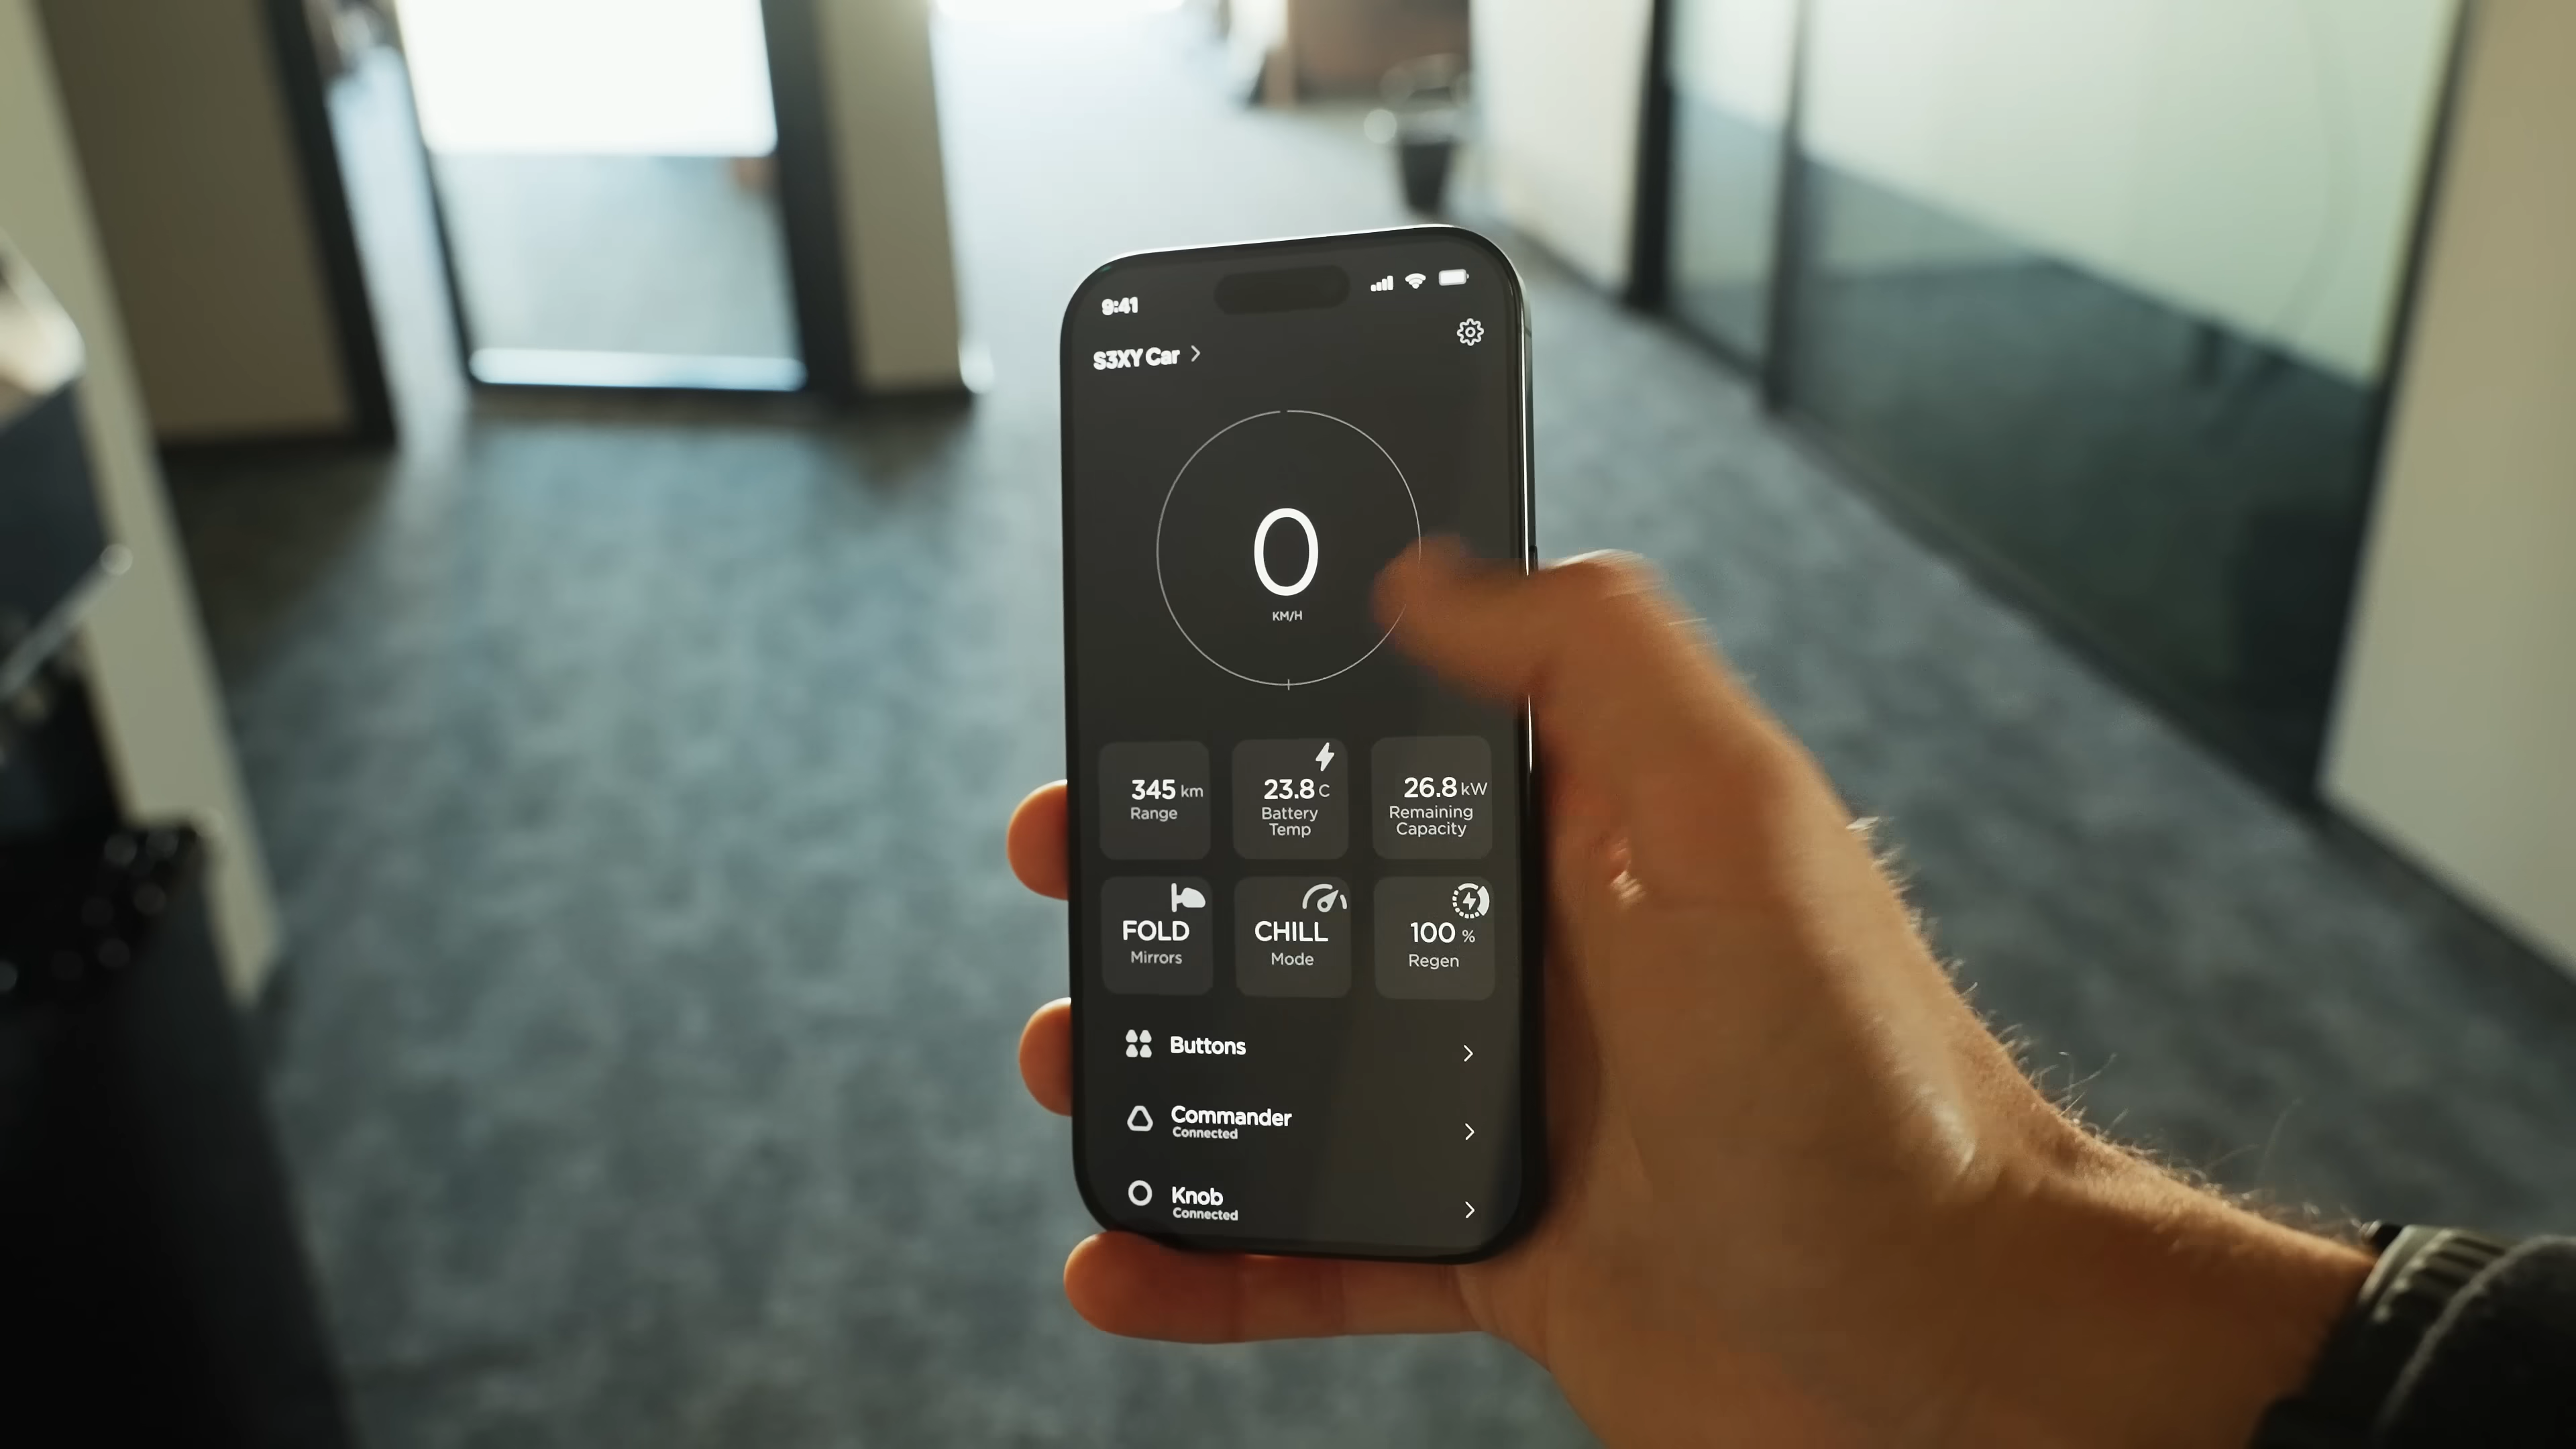 9:41
S3XY Car
0
KM/H
345 km
Range
23.8 C
Battery
Temp
26.8 kW
Remaining
Capacity
FOLD
Mirrors
CHILL
Mode
100 %
Regen
Buttons
Commander
Connected
Knob
Connected